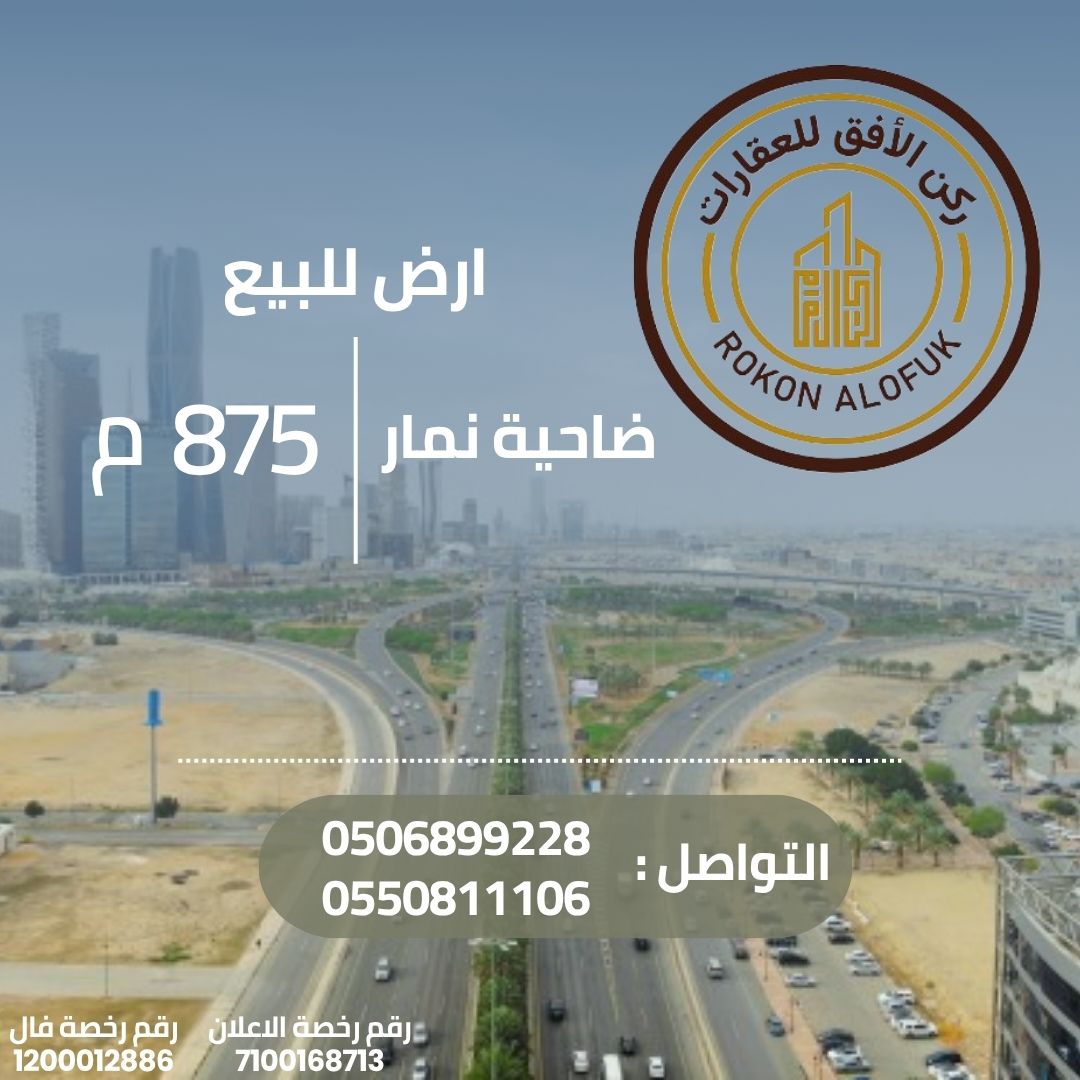 ركن الأفق للعقارات
ROKON ALOFUK
ارض للبيع
ضاحية نمار
875 م
التواصل :
0506899228
0550811106
رقم رخصة الاعلان
7100168713
رقم رخصة فال
1200012886